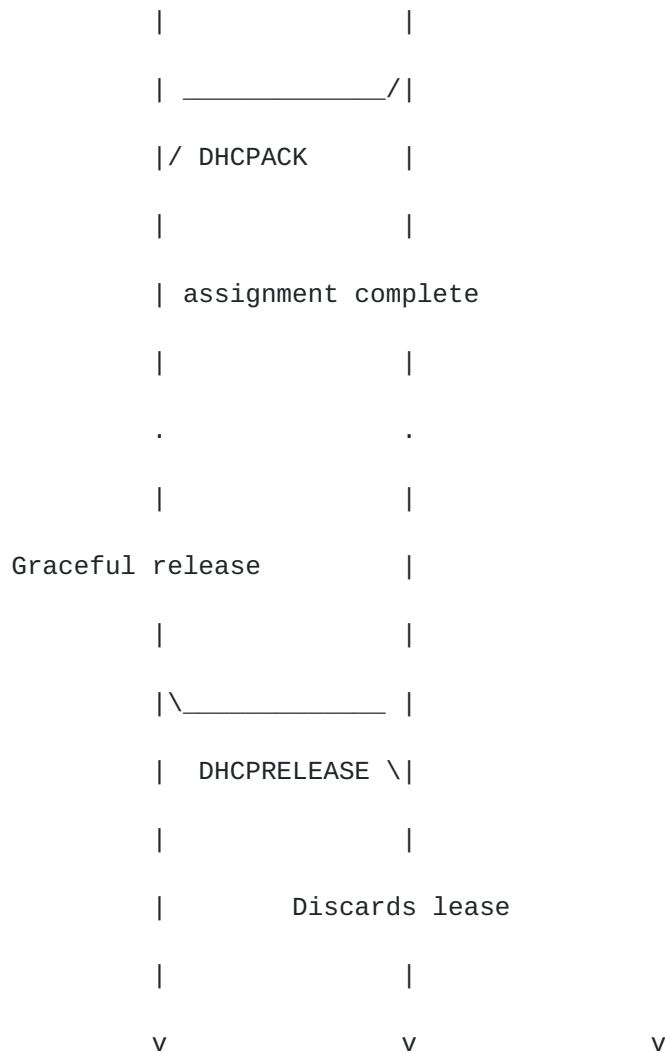 |               |
| _____________/|
|/ DHCPACK      |
|               |
| assignment complete
|               |
.               .
|               |
Graceful release         |
|               |
|\_____________ |
|  DHCPRELEASE \|
|               |
|        Discards lease
|               |
v               v               v